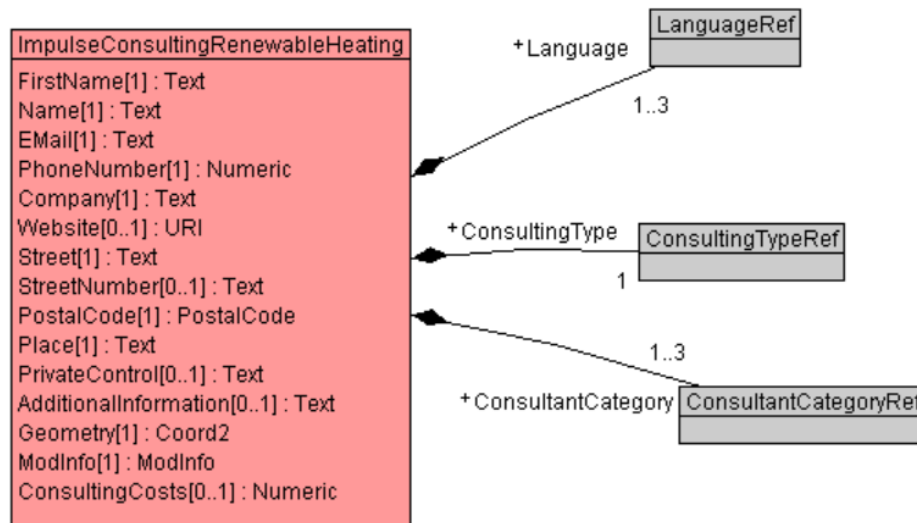 ImpulseConsultingRenewableHeating
FirstName[1] : Text
Name[1] : Text
EMail[1] : Text
PhoneNumber[1] : Numeric
Company[1] : Text
Website[0..1] : URI
Street[1] : Text
StreetNumber[0..1] : Text
PostalCode[1] : PostalCode
Place[1] : Text
PrivateControl[0..1] : Text
AdditionalInformation[0..1] : Text
Geometry[1] : Coord2
ModInfo[1] : ModInfo
ConsultingCosts[0..1] : Numeric
+Language
LanguageRef
1..3
+ConsultingType
ConsultingTypeRef
1
1..3
+ConsultantCategory
ConsultantCategoryRef